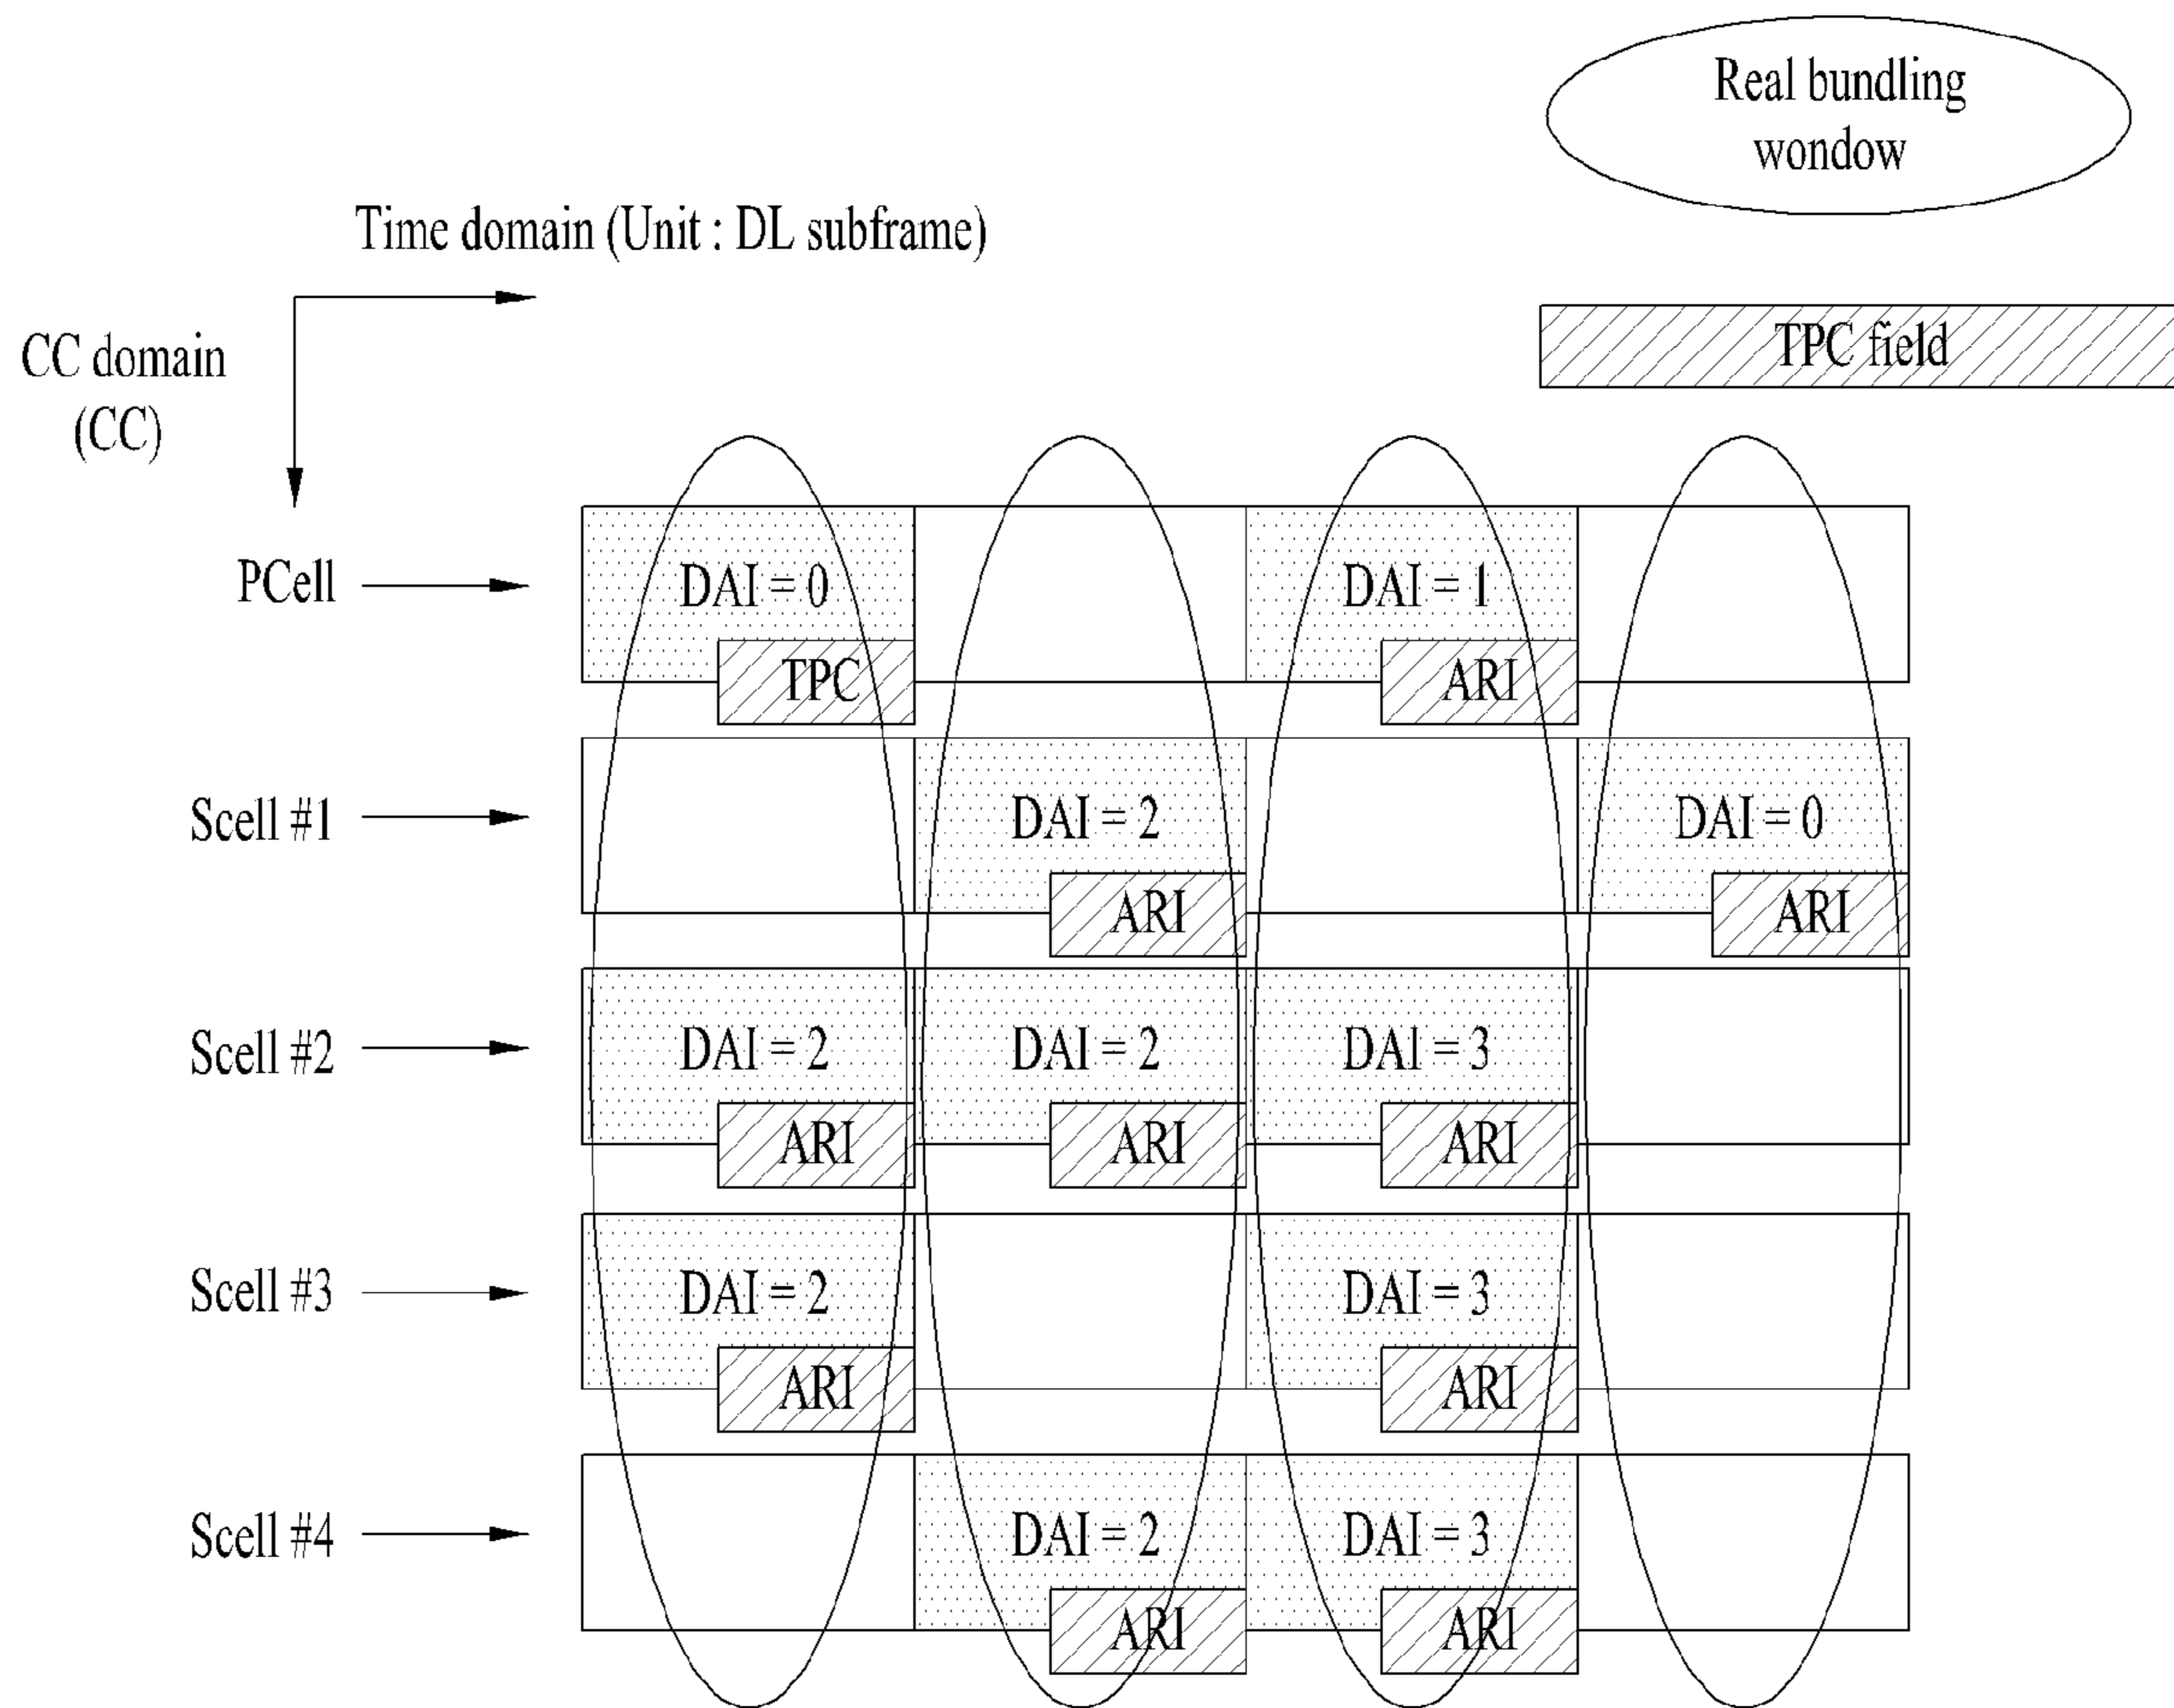 Real bundling
wondow
Time domain (Unit : DL subframe)
TPC field
CC domain
(CC)
PCell
DAI = 0
DAI = 1
TPC
ARI
Scell #1
DAI = 2
DAI = 0
ARI
ARI
Scell #2
DAI = 2
DAI = 2
DAI = 3
ARI
ARI
ARI
Scell #3
DAI = 2
DAI = 3
ARI
ARI
Scell #4
DAI = 2
DAI = 3
ARI
ARI